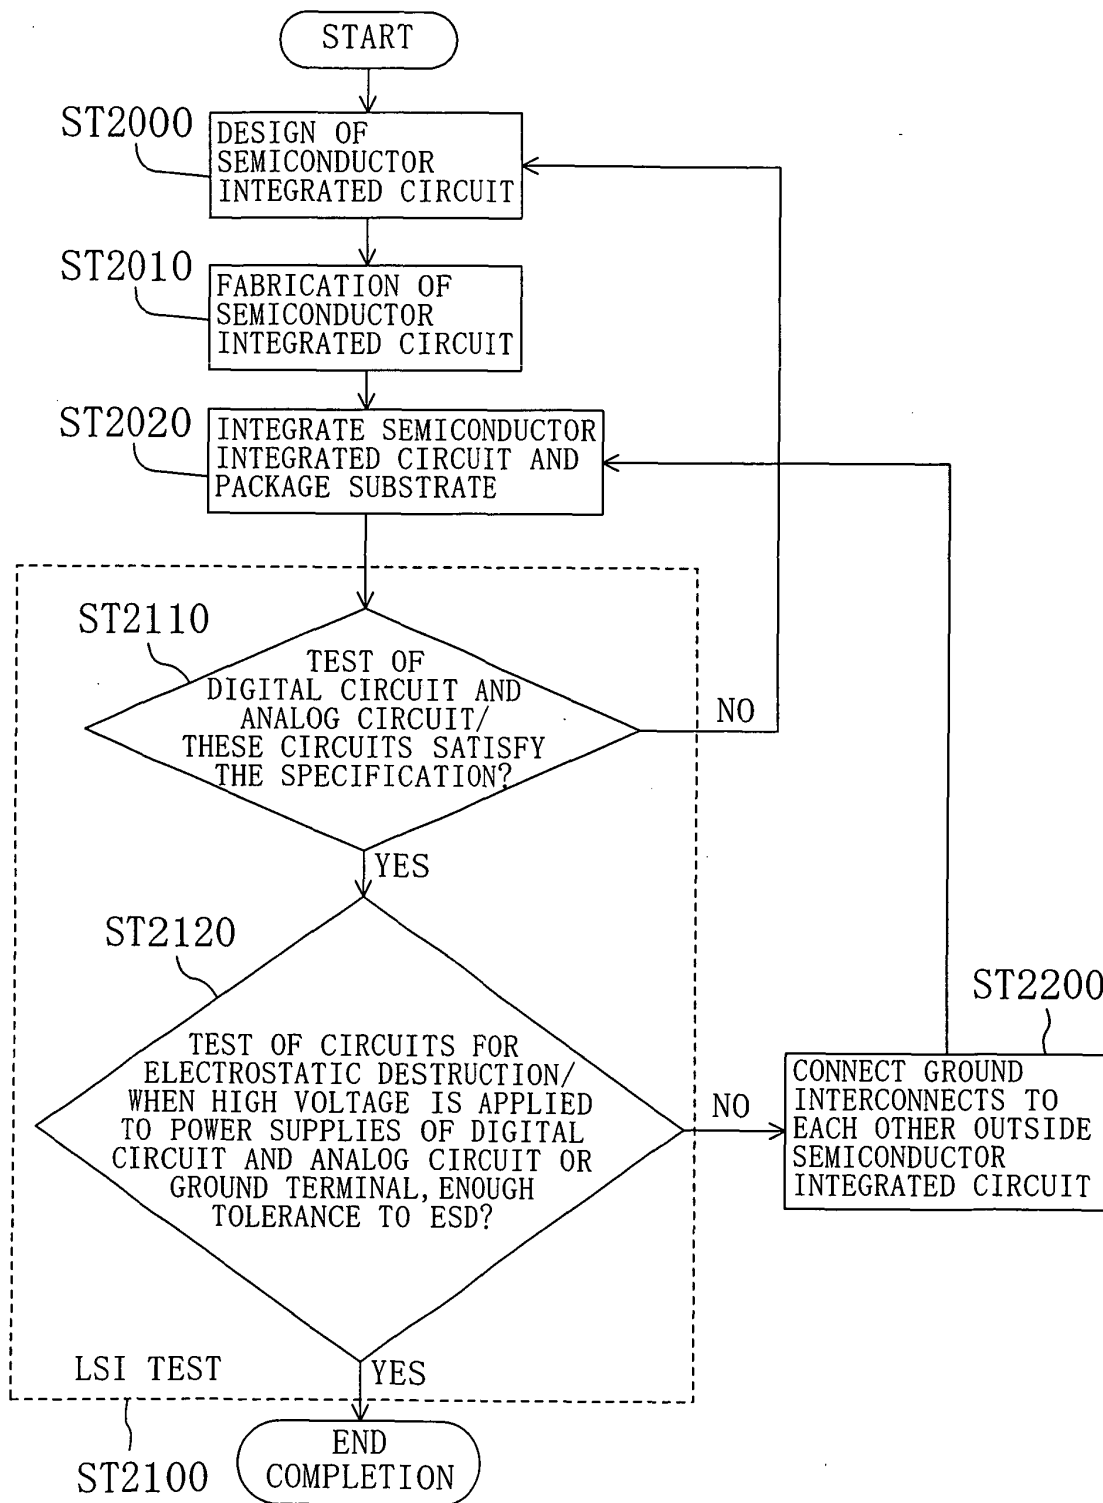 START
ST2000
DESIGN OF
SEMICONDUCTOR
INTEGRATED CIRCUIT
ST2010
FABRICATION OF
SEMICONDUCTOR
INTEGRATED CIRCUIT
ST2020
INTEGRATE SEMICONDUCTOR
INTEGRATED CIRCUIT AND
PACKAGE SUBSTRATE
ST2110
TEST OF
DIGITAL CIRCUIT AND
ANALOG CIRCUIT/
THESE CIRCUITS SATISFY
THE SPECIFICATION?
NO
YES
ST2120
TEST OF CIRCUITS FOR
ELECTROSTATIC DESTRUCTION/
WHEN HIGH VOLTAGE IS APPLIED
TO POWER SUPPLIES OF DIGITAL
CIRCUIT AND ANALOG CIRCUIT OR
GROUND TERMINAL, ENOUGH
TOLERANCE TO ESD?
NO
ST2200
CONNECT GROUND
INTERCONNECTS TO
EACH OTHER OUTSIDE
SEMICONDUCTOR
INTEGRATED CIRCUIT
YES
LSI TEST
ST2100
END
COMPLETION